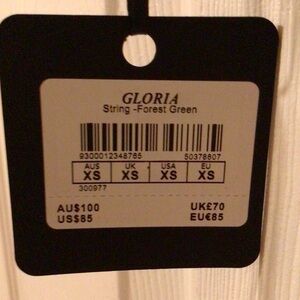 GLORIA
String -Forest Green
9300012348765 50378807
AUS UK USA EU
XS XS XS XS
300977
AU$100 UK£70
US$85 EU€85